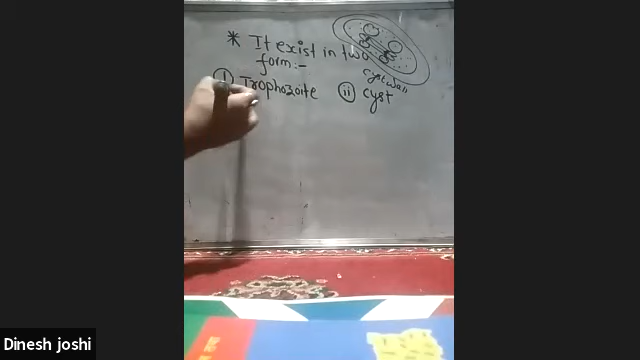 * It exist in two
form:-
cyst wall
(i) Trophozoite (ii) cyst
Dinesh joshi